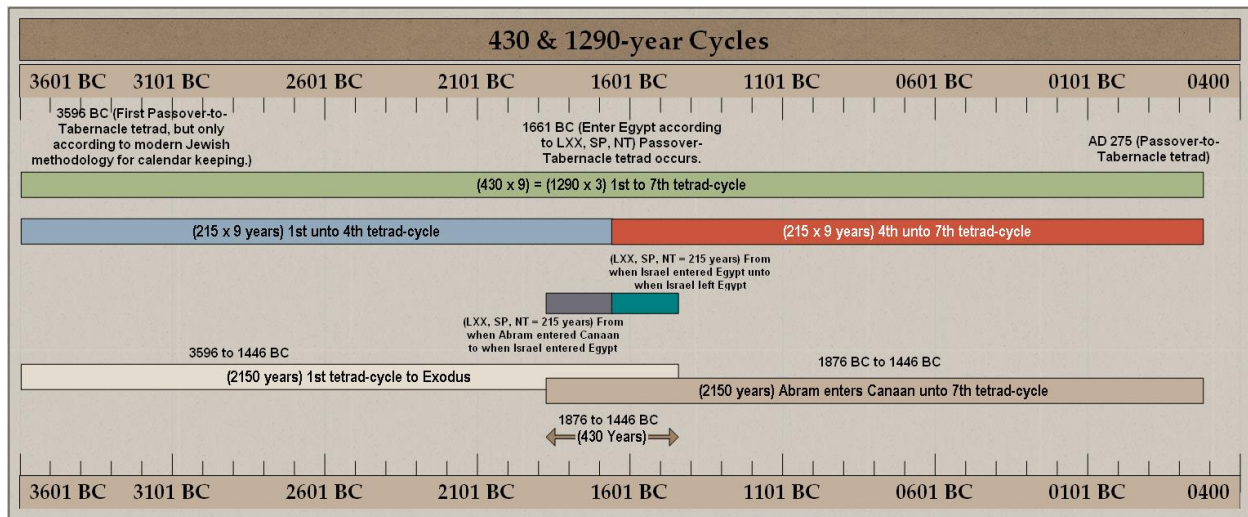 430 & 1290-year Cycles
3601 BC 3101 BC 2601 BC 2101 BC 1601 BC 1101 BC 0601 BC 0101 BC 0400
3596 BC (First Passover-to-
Tabernacle tetrad, but only
according to modern Jewish
methodology for calendar keeping.)
1661 BC (Enter Egypt according
to LXX, SP, NT) Passover-
Tabernacle tetrad occurs.
AD 275 (Passover-to-
Tabernacle tetrad)
(430 x 9) = (1290 x 3) 1st to 7th tetrad-cycle
(215 x 9 years) 1st unto 4th tetrad-cycle
(215 x 9 years) 4th unto 7th tetrad-cycle
(LXX, SP, NT = 215 years) From
when Israel entered Egypt unto
when Israel left Egypt
(LXX, SP, NT = 215 years) From
when Abram entered Canaan
to when Israel entered Egypt
3596 to 1446 BC
(2150 years) 1st tetrad-cycle to Exodus
1876 BC to 1446 BC
(2150 years) Abram enters Canaan unto 7th tetrad-cycle
1876 to 1446 BC
(430 Years)
3601 BC 3101 BC 2601 BC 2101 BC 1601 BC 1101 BC 0601 BC 0101 BC 0400